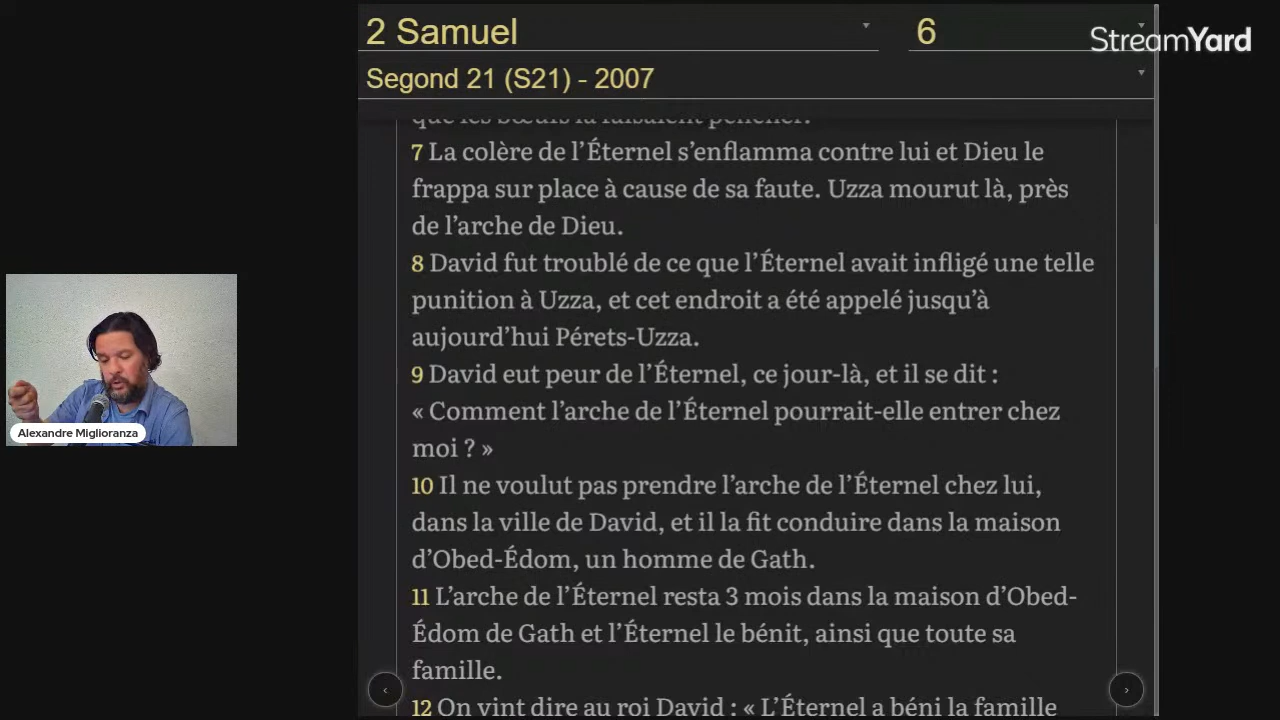 2 Samuel
6
StreamYard
Segond 21 (S21) - 2007
que les bœufs la faisaient pencher.
7 La colère de l’Éternel s’enflamma contre lui et Dieu le
frappa sur place à cause de sa faute. Uzza mourut là, près
de l’arche de Dieu.
8 David fut troublé de ce que l’Éternel avait infligé une telle
punition à Uzza, et cet endroit a été appelé jusqu’à
aujourd’hui Pérets-Uzza.
9 David eut peur de l’Éternel, ce jour-là, et il se dit :
« Comment l’arche de l’Éternel pourrait-elle entrer chez
moi ? »
10 Il ne voulut pas prendre l’arche de l’Éternel chez lui,
dans la ville de David, et il la fit conduire dans la maison
d’Obed-Édom, un homme de Gath.
11 L’arche de l’Éternel resta 3 mois dans la maison d’Obed-
Édom de Gath et l’Éternel le bénit, ainsi que toute sa
famille.
12 On vint dire au roi David : « L’Éternel a béni la famille
Alexandre Miglioranza